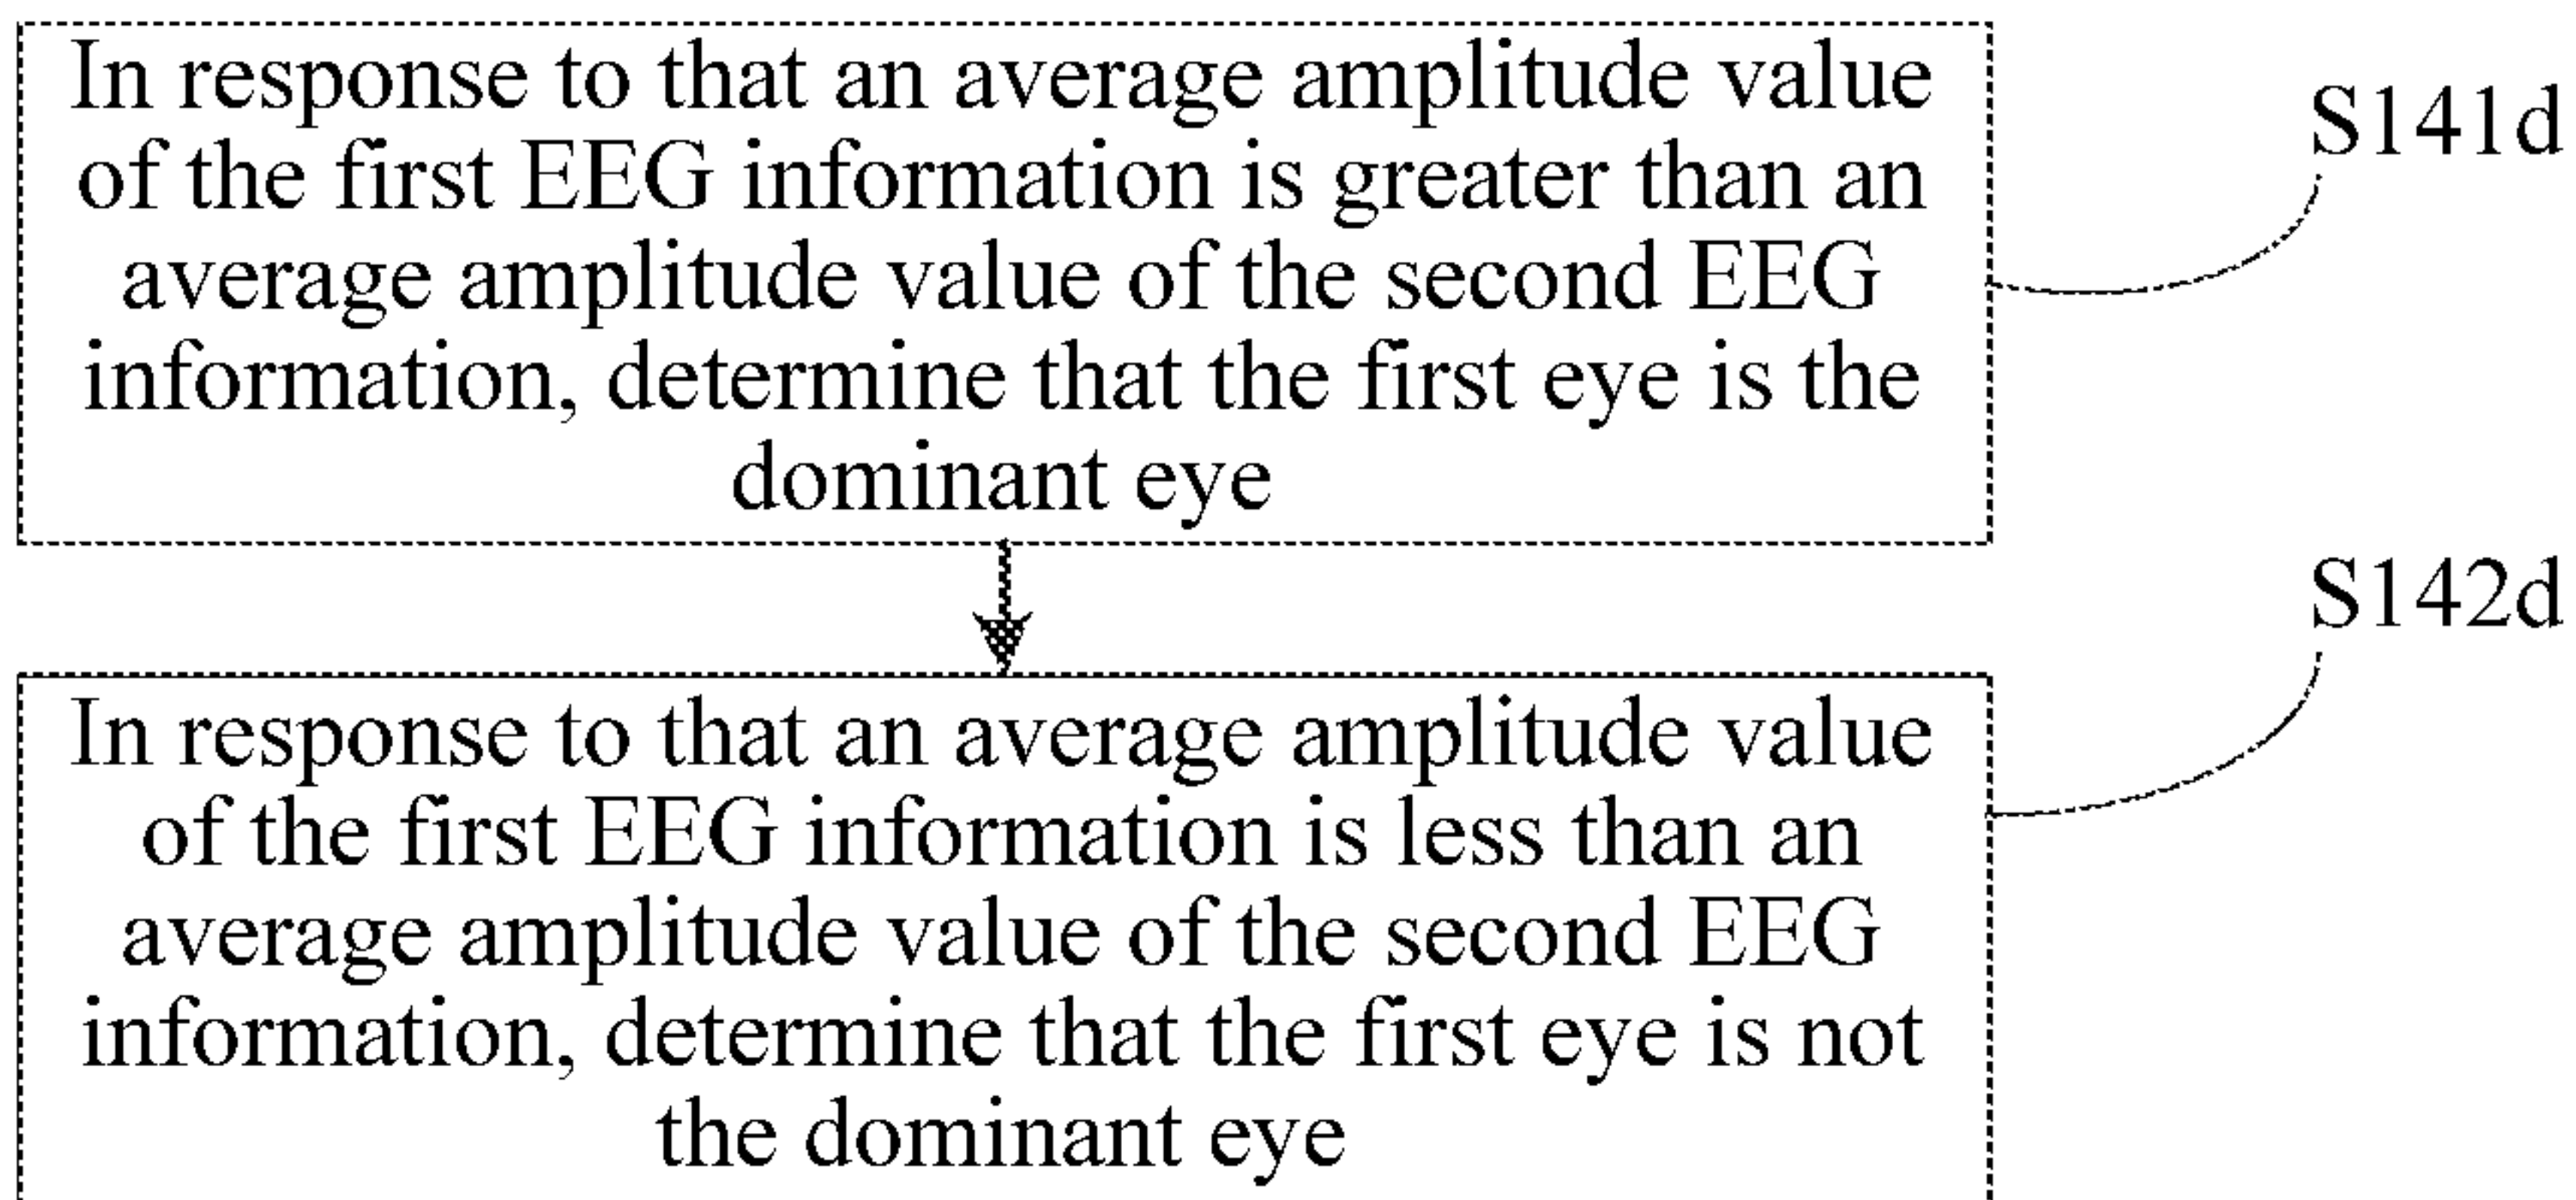 In response to that an average amplitude value
of the first EEG information is greater than an
average amplitude value of the second EEG
information, determine that the first eye is the
dominant eye
S141d
In response to that an average amplitude value
of the first EEG information is less than an
average amplitude value of the second EEG
information, determine that the first eye is not
the dominant eye
S142d